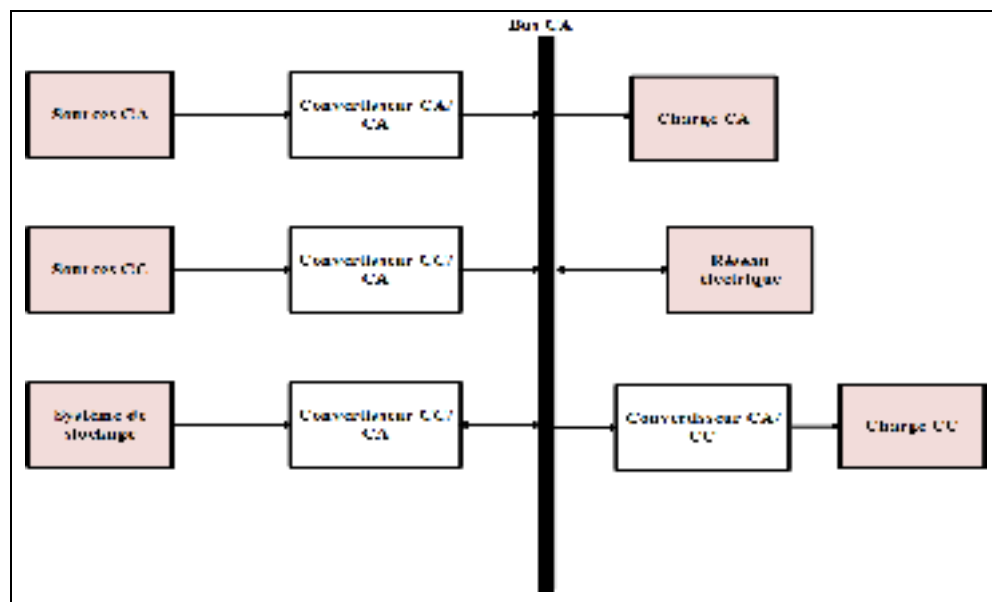 Bus CA
Sources CA
Convertisseur CA/
CA
Charge CA
Sources CC
Convertisseur CC/
CA
Réseau
électrique
Système de
stockage
Convertisseur CC/
CA
Convertisseur CA/
CC
Charge CC